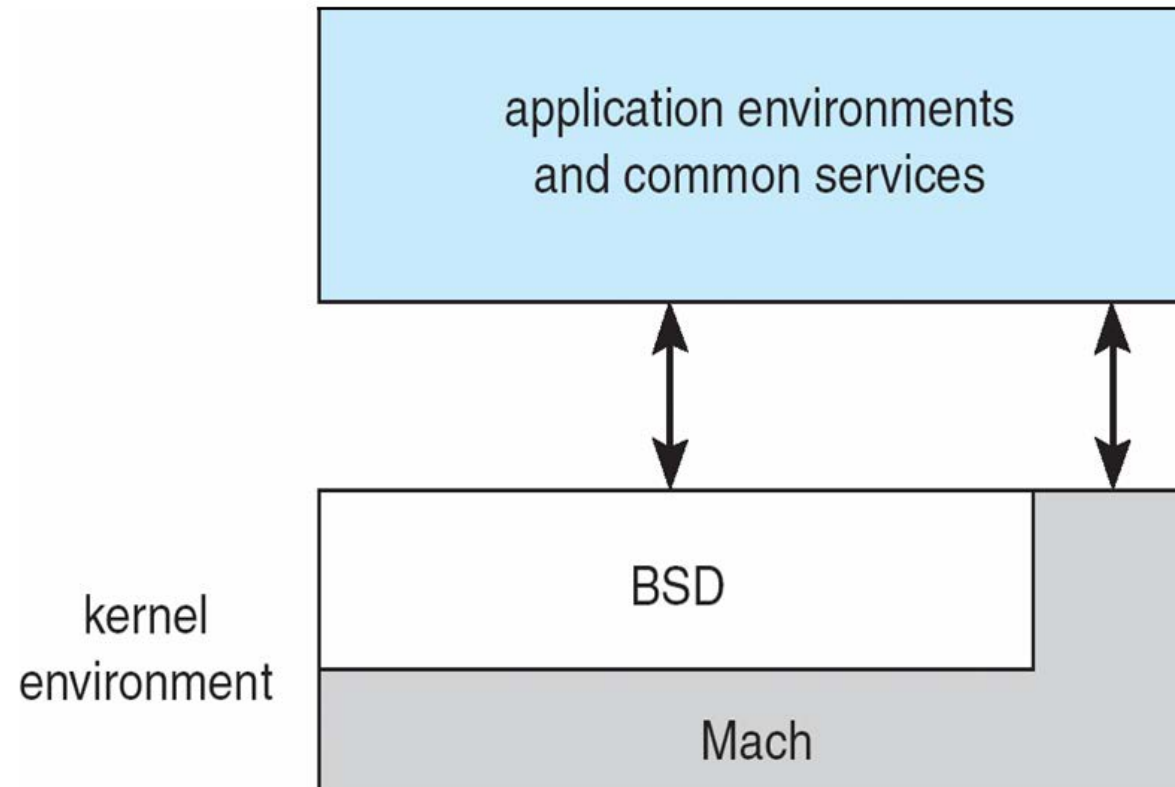 application environments
and common services
BSD
kernel
environment
Mach